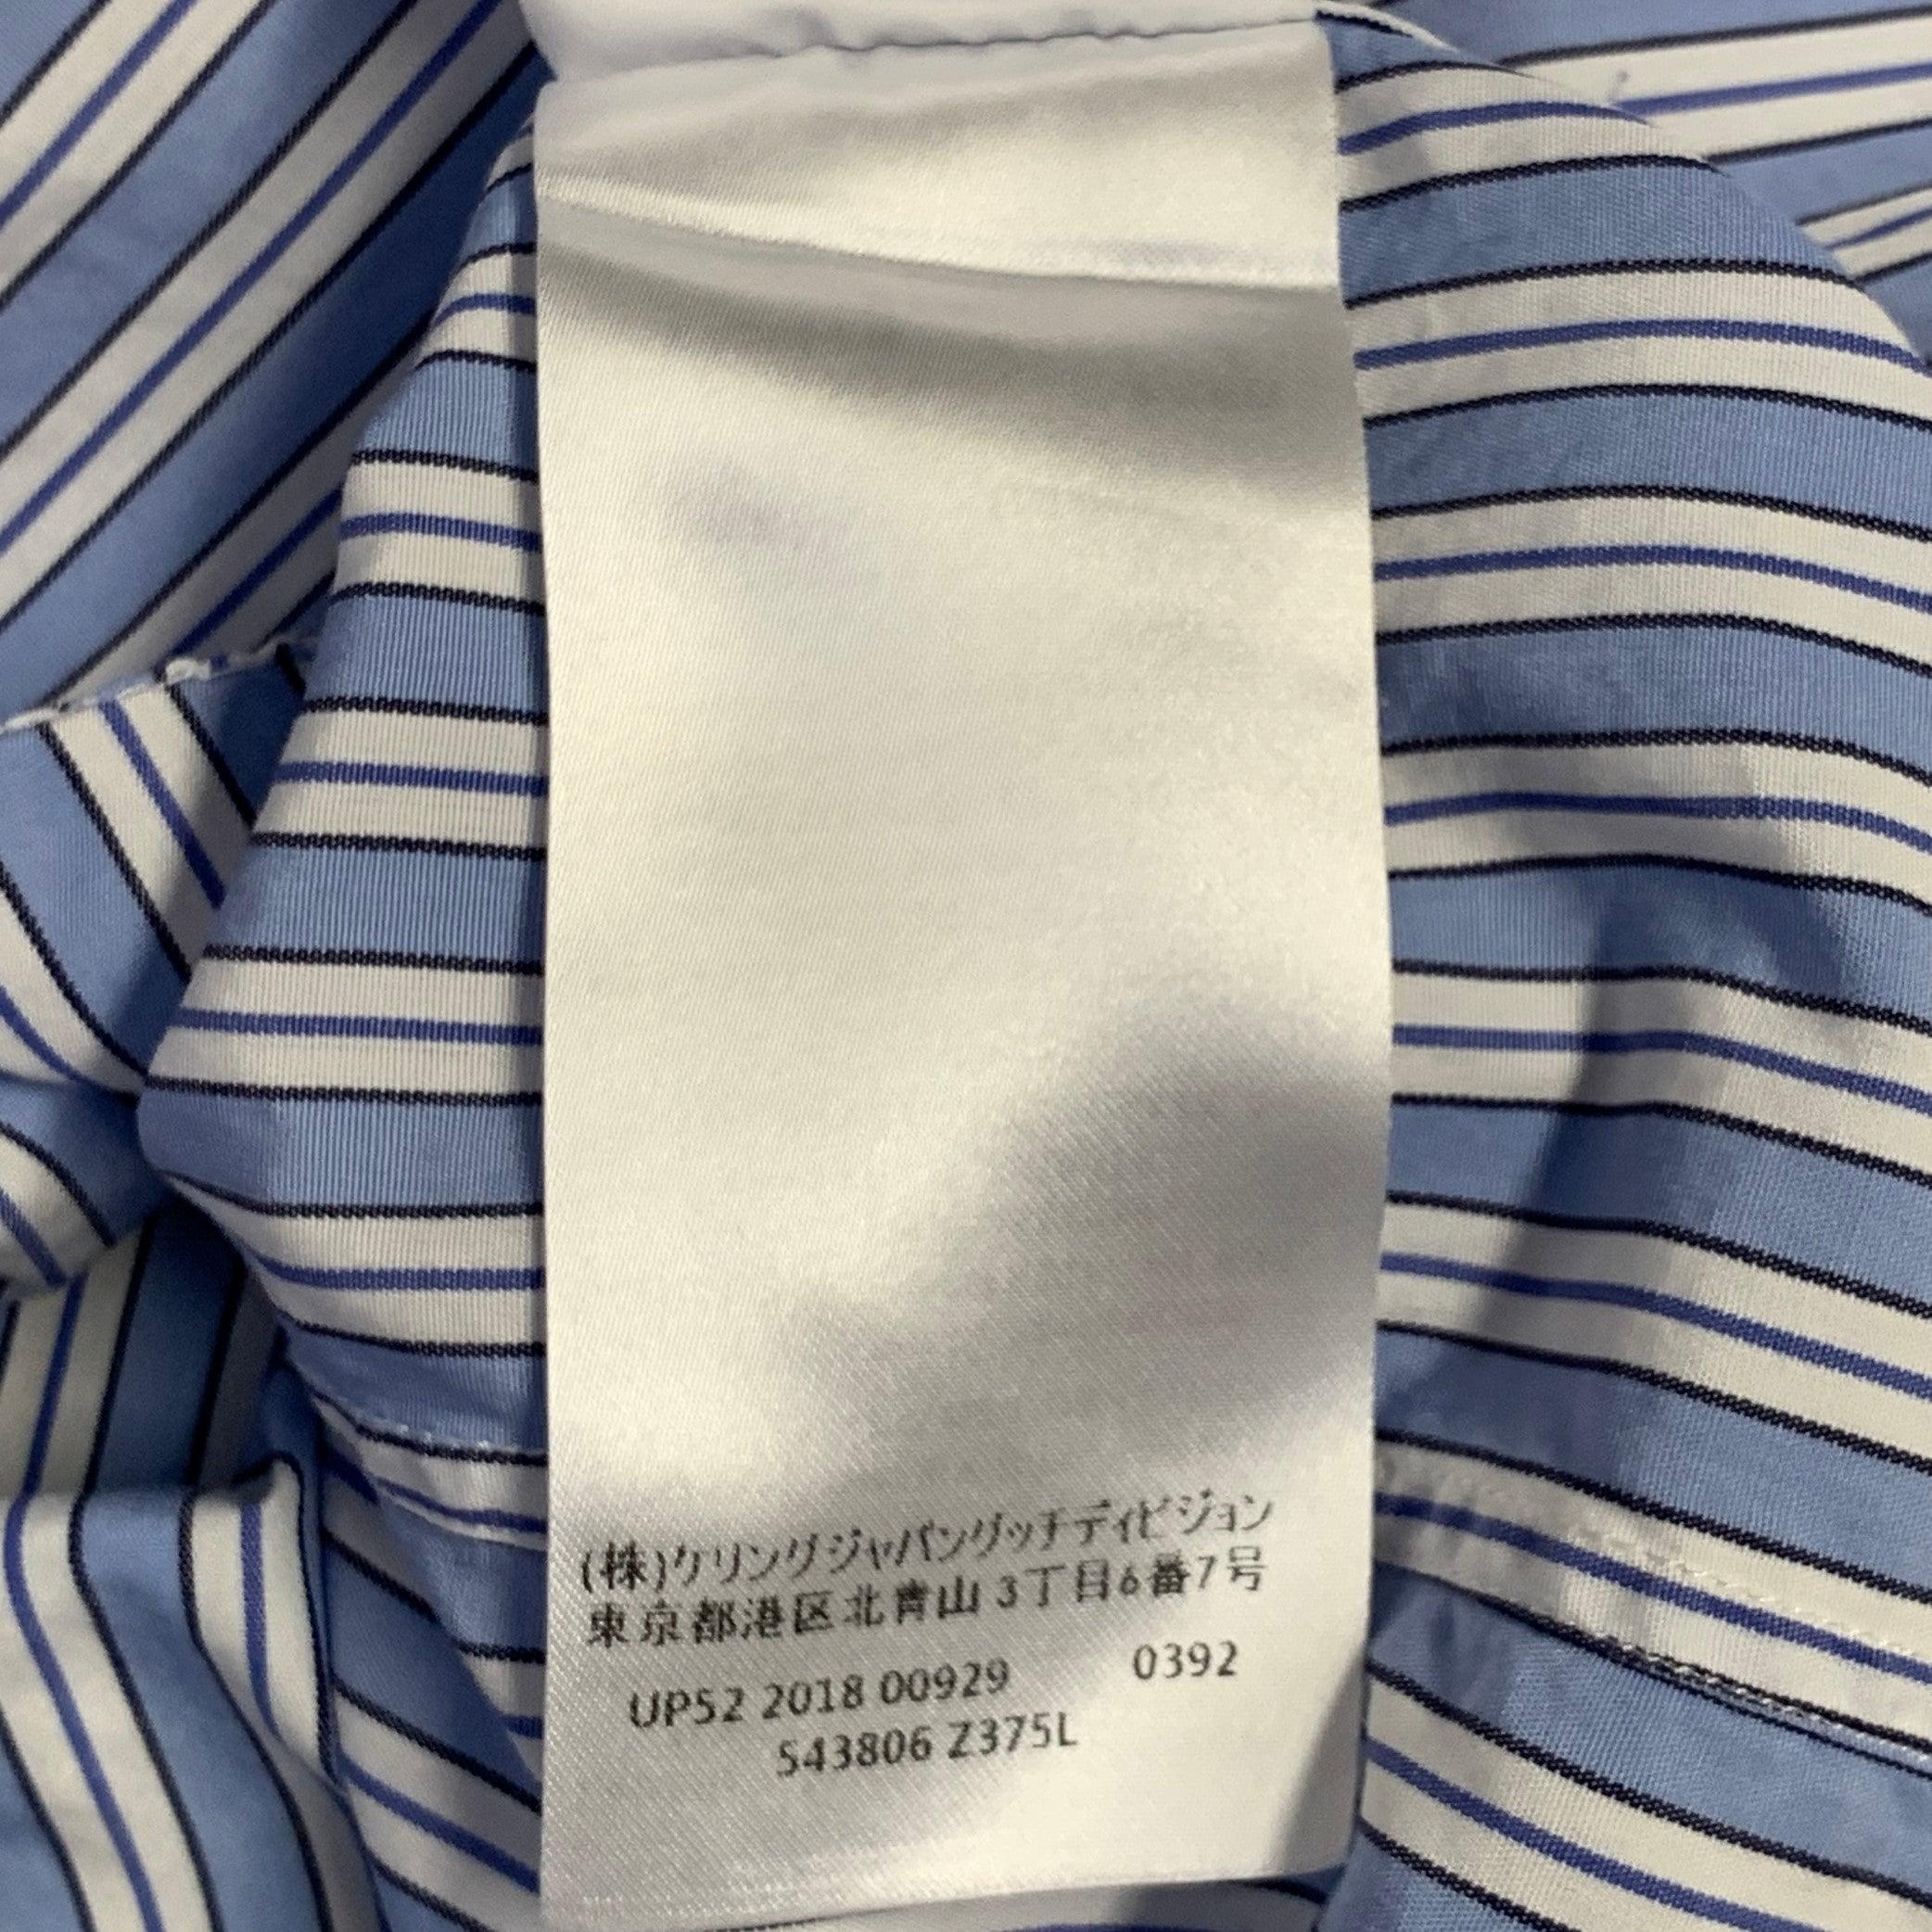 (株)ケリングジャパングッチディビジョン
東京都港区北青山3丁目6番7号
UP52 2018 00929 0392
543806 Z375L